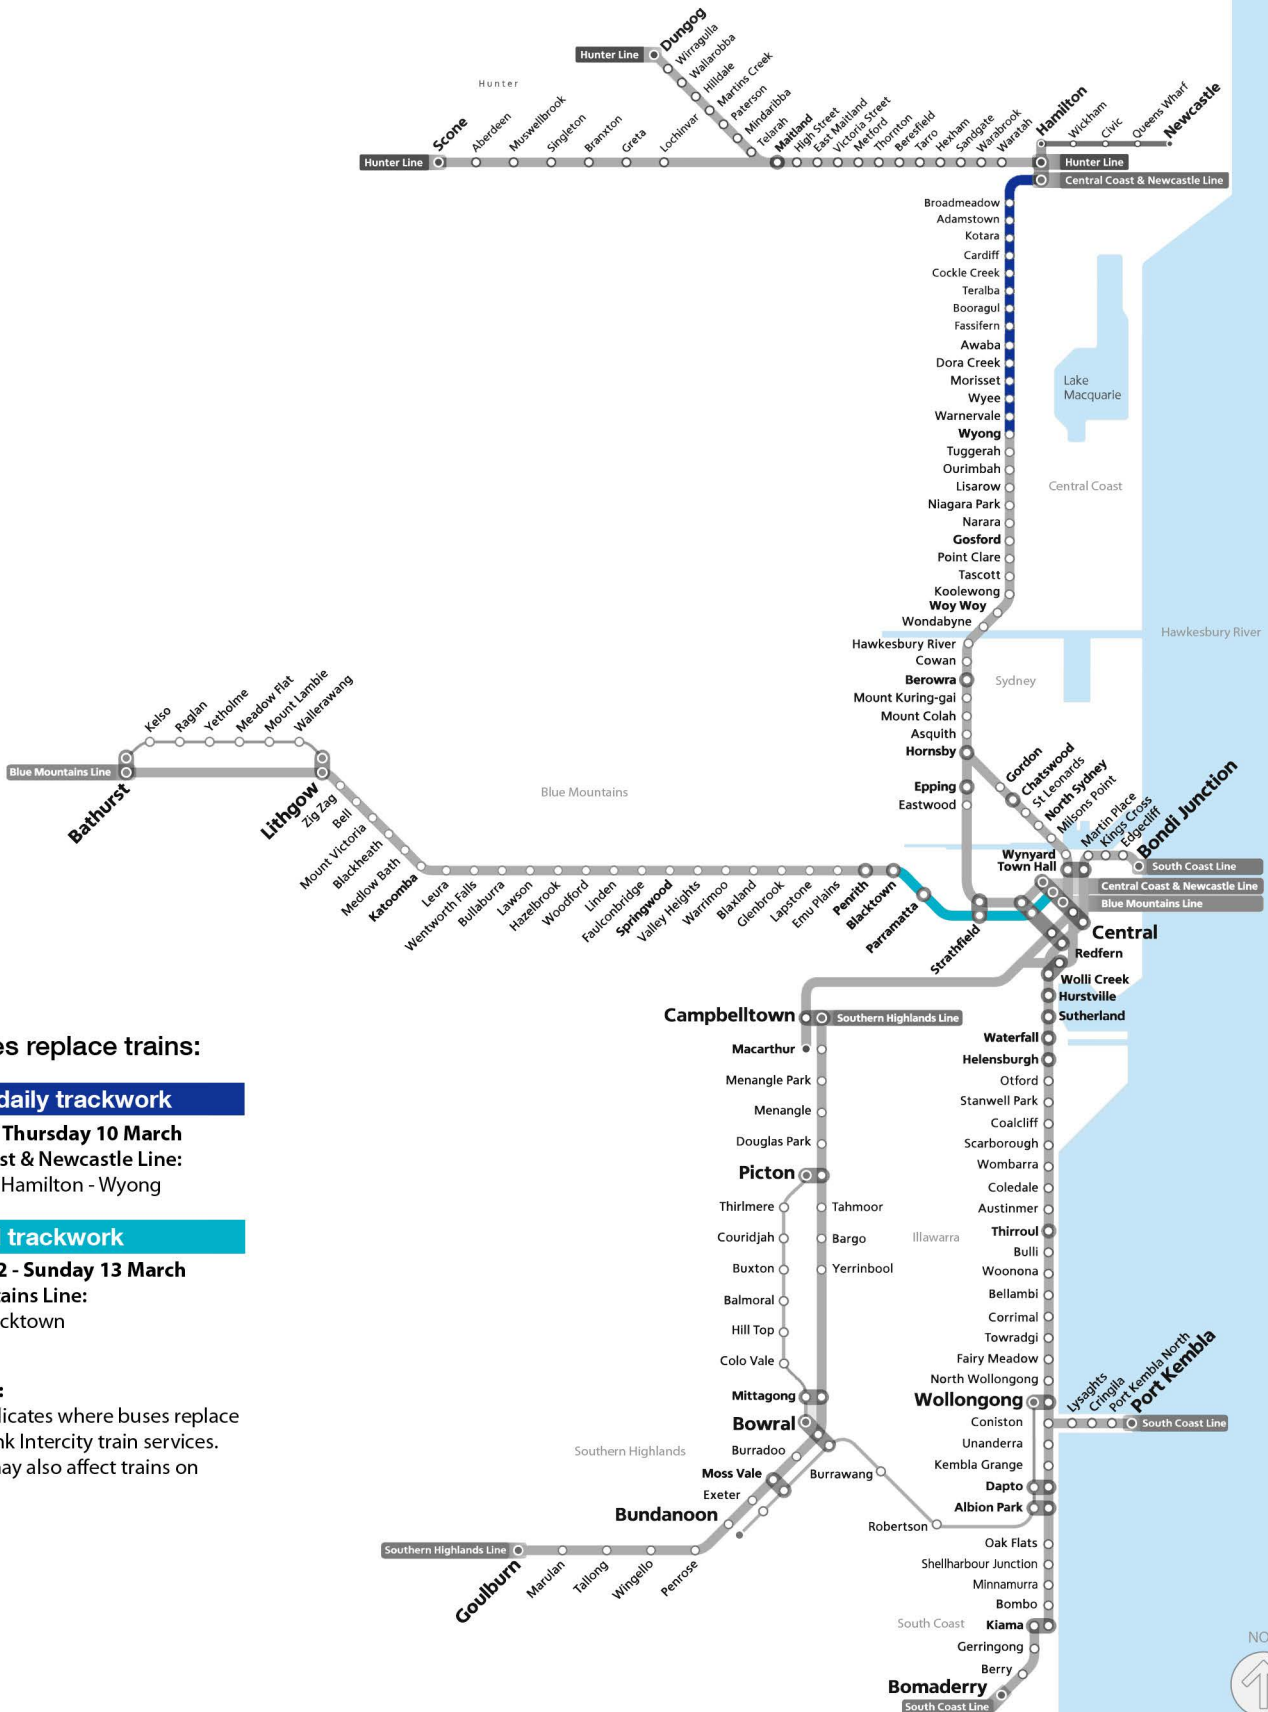 Dungog
Hunter Line
Wirragulla
Wallarobba
Hilldale
Martins Creek
Paterson
Mindaribba
Telarah
Hunter
Scone
Hunter Line
Aberdeen
Muswellbrook
Singleton
Branxton
Greta
Lochinvar
Maitland
High Street
East Maitland
Victoria Street
Metford
Thornton
Beresfield
Tarro
Hexham
Sandgate
Warabrook
Waratah
Hamilton
Wickham
Civic
Queens Wharf
Newcastle
Hunter Line
Central Coast & Newcastle Line
Broadmeadow
Adamstown
Kotara
Cardiff
Cockle Creek
Teralba
Booragul
Fassifern
Awaba
Dora Creek
Morisset
Wyee
Warnervale
Wyong
Tuggerah
Ourimbah
Lisarow
Niagara Park
Narara
Gosford
Point Clare
Tascott
Koolewong
Woy Woy
Wondabyne
Lake
Macquarie
Central Coast
Hawkesbury River
Hawkesbury River
Cowan
Berowra
Mount Kuring-gai
Mount Colah
Asquith
Hornsby
Sydney
Epping
Eastwood
Gordon
Chatswood
St Leonards
North Sydney
Milsons Point
Wynyard
Town Hall
Martin Place
Kings Cross
Edgecliff
Bondi Junction
South Coast Line
Central Coast & Newcastle Line
Blue Mountains Line
Central
Redfern
Kelso
Raglan
Yetholme
Meadow Flat
Mount Lambie
Wallerawang
Blue Mountains Line
Bathurst
Lithgow
Zig Zag
Bell
Mount Victoria
Blackheath
Medlow Bath
Katoomba
Leura
Wentworth Falls
Bullaburra
Lawson
Hazelbrook
Woodford
Linden
Faulconbridge
Springwood
Valley Heights
Warrimoo
Blaxland
Glenbrook
Lapstone
Emu Plains
Penrith
Blacktown
Parramatta
Strathfield
Blue Mountains
Wolli Creek
Hurstville
Sutherland
Waterfall
Helensburgh
Otford
Stanwell Park
Coalcliff
Scarborough
Wombarra
Coledale
Austinmer
Thirroul
Bulli
Woonona
Bellambi
Corrimal
Towradgi
Fairy Meadow
North Wollongong
Wollongong
Coniston
Unanderra
Kembla Grange
Dapto
Albion Park
Oak Flats
Shellharbour Junction
Minnamurra
Bombo
Kiama
Gerringong
Berry
Bomaderry
South Coast Line
Lysaghts
Cringila
Port Kembla North
Port Kembla
South Coast Line
Illawarra
South Coast
Campbelltown
Southern Highlands Line
Macarthur
Menangle Park
Menangle
Douglas Park
Picton
Thirlmere
Couridjah
Buxton
Balmoral
Hill Top
Colo Vale
Tahmoor
Bargo
Yerrinbool
Mittagong
Bowral
Burradoo
Moss Vale
Exeter
Bundanoon
Burrawang
Robertson
Southern Highlands
Southern Highlands Line
Goulburn
Marulan
Tallong
Wingello
Penrose
es replace trains:
daily trackwork
Thursday 10 March
st & Newcastle Line:
Hamilton - Wyong
trackwork
2 - Sunday 13 March
tains Line:
cktown
:
dicates where buses replace
nk Intercity train services.
may also affect trains on
NO